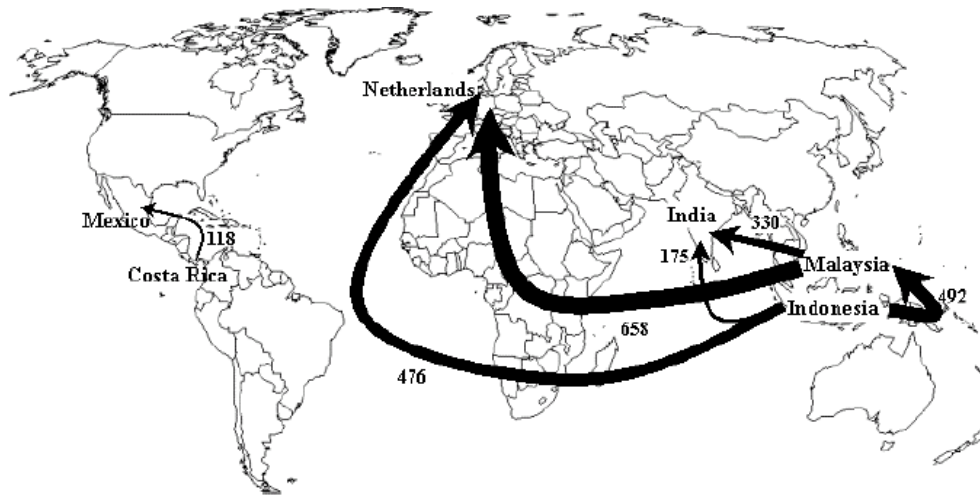 Netherlands
Mexico
118
Costa Rica
India
330
175
Malaysia
492
Indonesia
658
476